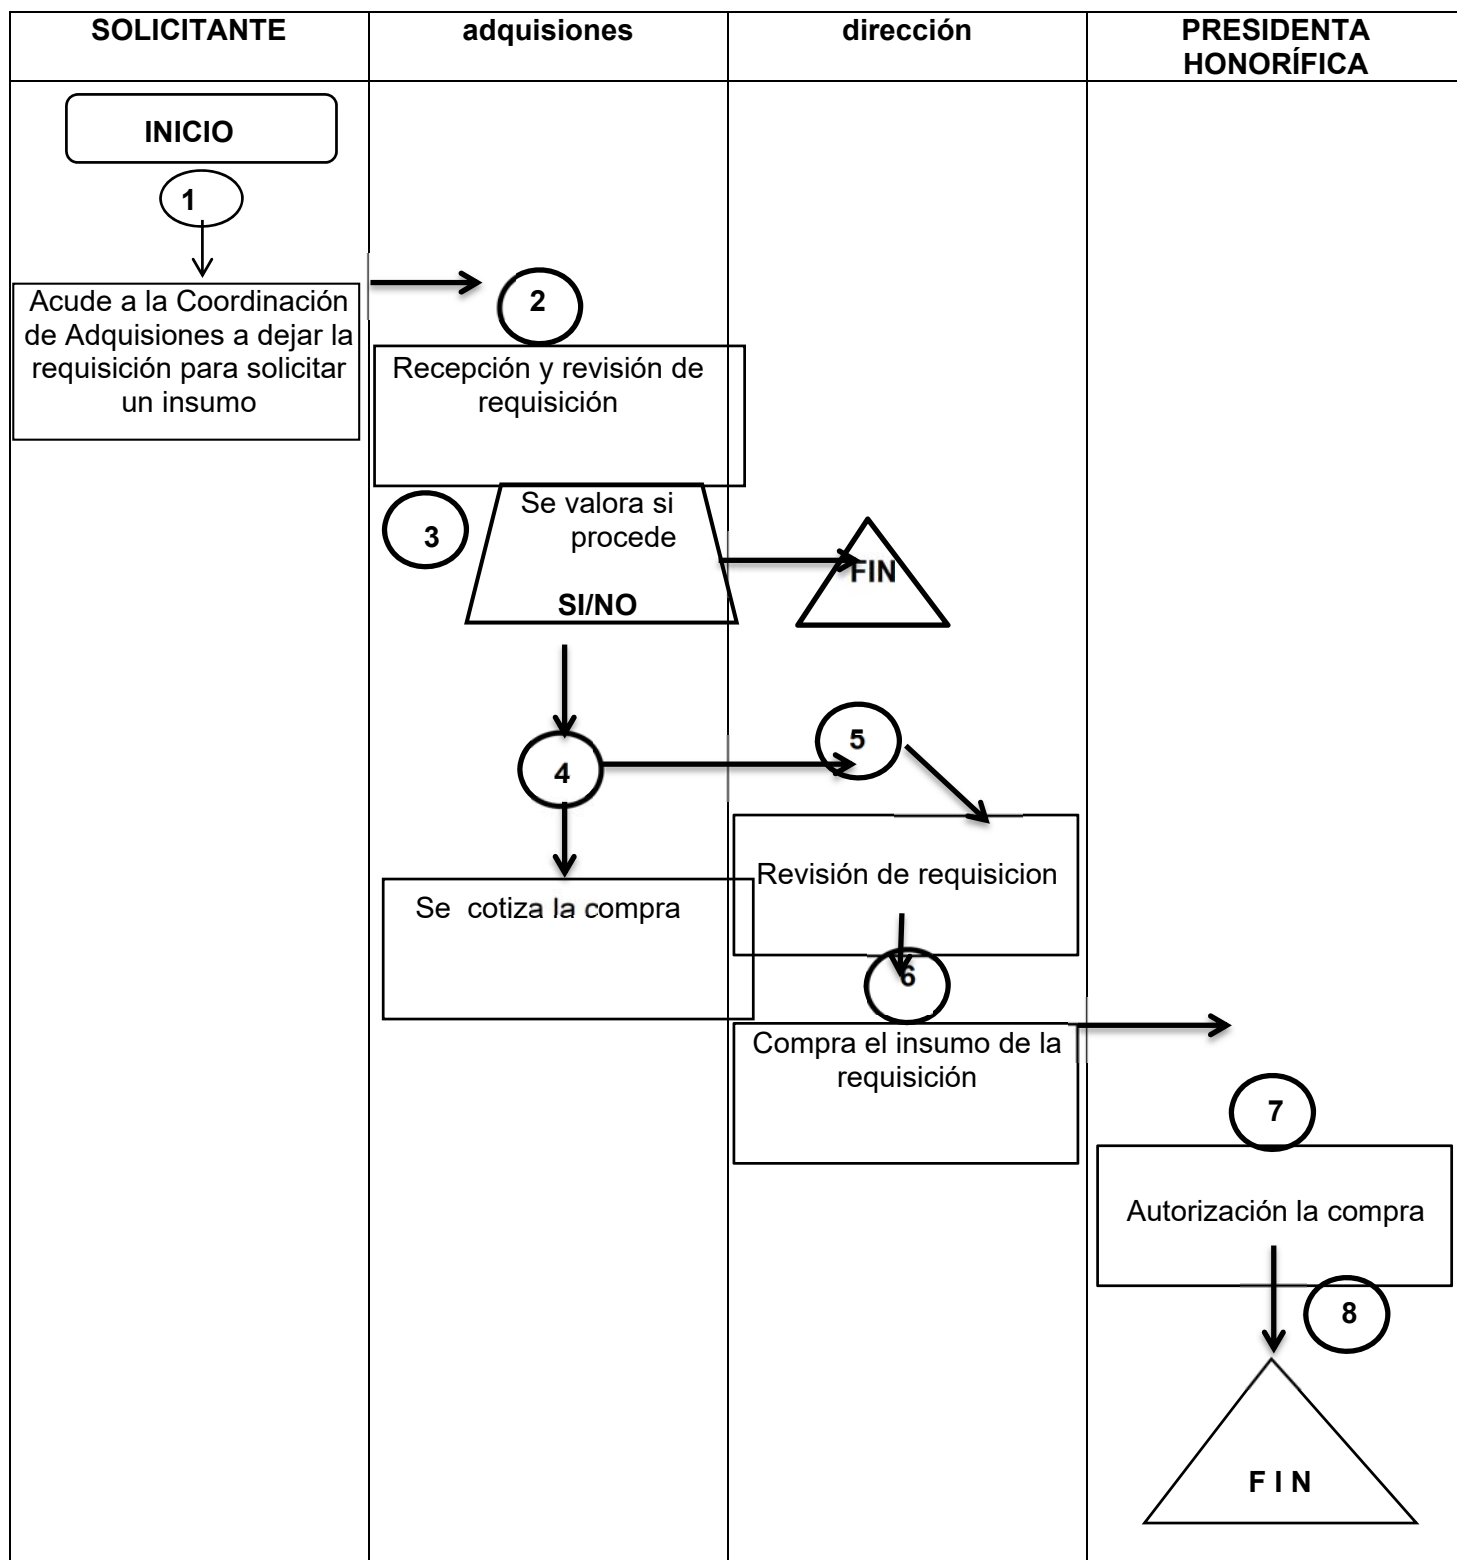 SOLICITANTE
adquisiones
dirección
PRESIDENTA
HONORÍFICA
INICIO
1
Acude a la Coordinación
de Adquisiones a dejar la
requisición para solicitar
un insumo
2
Recepción y revisión de
requisición
3
Se valora si
procede
SI/NO
FIN
4
5
Se cotiza la compra
Revisión de requisicion
6
Compra el insumo de la
requisición
7
Autorización la compra
8
F I N